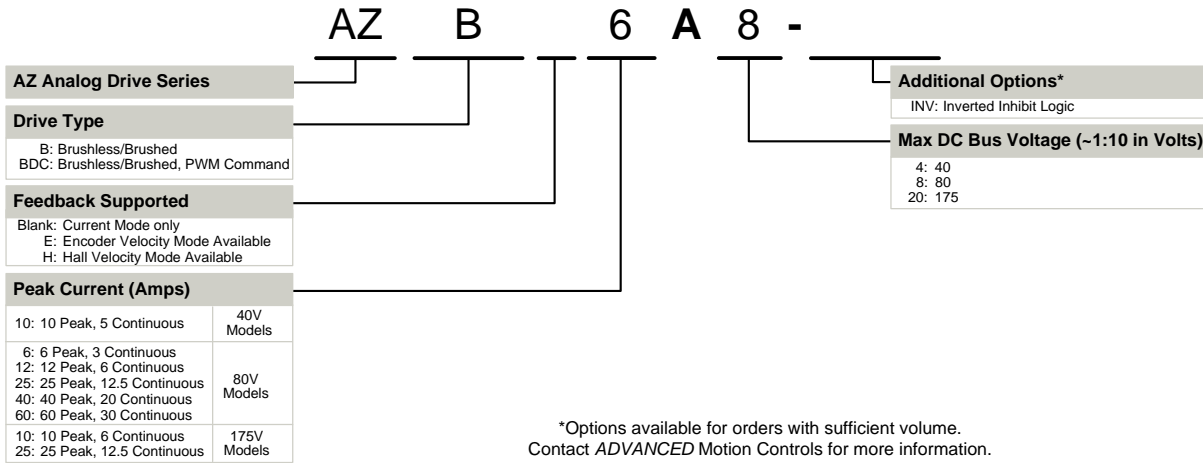 AZ B 6 A 8 -
AZ Analog Drive Series
Drive Type
B: Brushless/Brushed
BDC: Brushless/Brushed, PWM Command
Feedback Supported
Blank: Current Mode only
E: Encoder Velocity Mode Available
H: Hall Velocity Mode Available
Peak Current (Amps)
10: 10 Peak, 5 Continuous
40V
Models
6: 6 Peak, 3 Continuous
12: 12 Peak, 6 Continuous
25: 25 Peak, 12.5 Continuous
40: 40 Peak, 20 Continuous
60: 60 Peak, 30 Continuous
80V
Models
10: 10 Peak, 6 Continuous
25: 25 Peak, 12.5 Continuous
175V
Models
Additional Options*
INV: Inverted Inhibit Logic
Max DC Bus Voltage (~1:10 in Volts)
4: 40
8: 80
20: 175
*Options available for orders with sufficient volume.
Contact ADVANCED Motion Controls for more information.